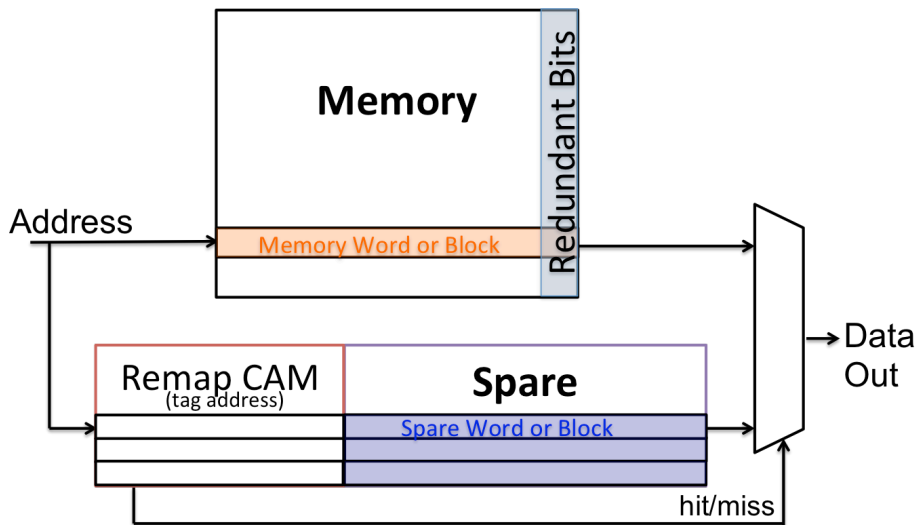 Memory
Redundant Bits
Address
Memory Word or Block
Remap CAM
(tag address)
Spare
Spare Word or Block
Data
Out
hit/miss